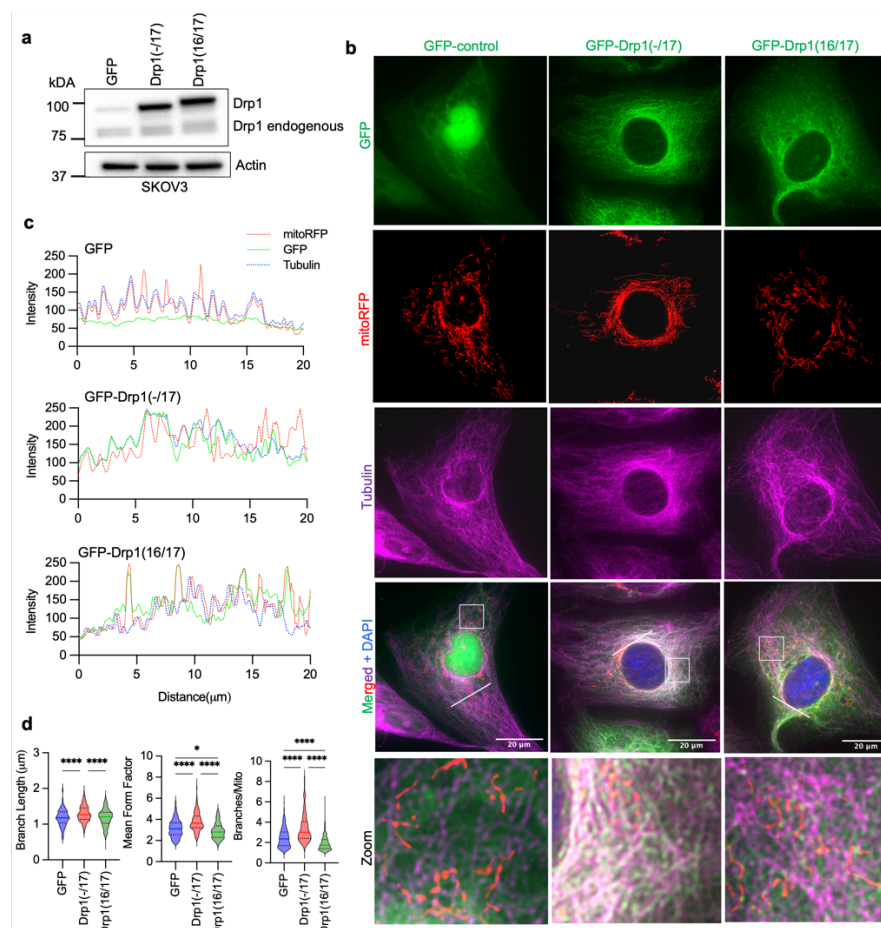 a
GFP
Drp1(-/17)
Drp1(16/17)
kDA
100
75
37
Drp1
Drp1 endogenous
Actin
SKOV3
b
GFP-control
GFP-Drp1(-/17)
GFP-Drp1(16/17)
GFP
mitoRFP
Tubulin
Merged + DAPI
Zoom
20 µm
20 µm
20 µm
c
mitoRFP
GFP
Tubulin
GFP
250
200
150
100
50
0
Intensity
0 5 10 15 20
GFP-Drp1(-/17)
250
200
150
100
50
0
Intensity
0 5 10 15 20
GFP-Drp1(16/17)
250
200
150
100
50
0
Intensity
0 5 10 15 20
Distance(µm)
d
Branch Length (µm)
3
2
1
0
**** ****
GFP
Drp1(-/17)
Drp1(16/17)
Mean Form Factor
10
8
6
4
2
0
*
**** ****
GFP
Drp1(-/17)
Drp1(16/17)
Branches/Mito
10
8
6
4
2
****
**** ****
GFP
Drp1(-/17)
Drp1(16/17)